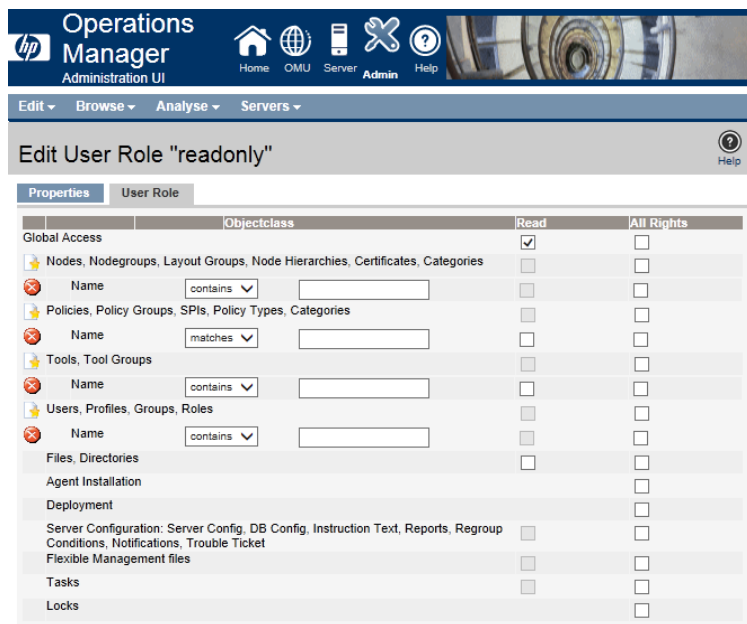 hp
Operations
Manager
Administration UI
Home OMU Server Admin Help
Edit Browse Analyse Servers
Edit User Role "readonly"
Help
Properties User Role
Objectclass Read All Rights
Global Access
Nodes, Nodegroups, Layout Groups, Node Hierarchies, Certificates, Categories
Name contains
Policies, Policy Groups, SPIs, Policy Types, Categories
Name matches
Tools, Tool Groups
Name contains
Users, Profiles, Groups, Roles
Name contains
Files, Directories
Agent Installation
Deployment
Server Configuration: Server Config, DB Config, Instruction Text, Reports, Regroup
Conditions, Notifications, Trouble Ticket
Flexible Management files
Tasks
Locks